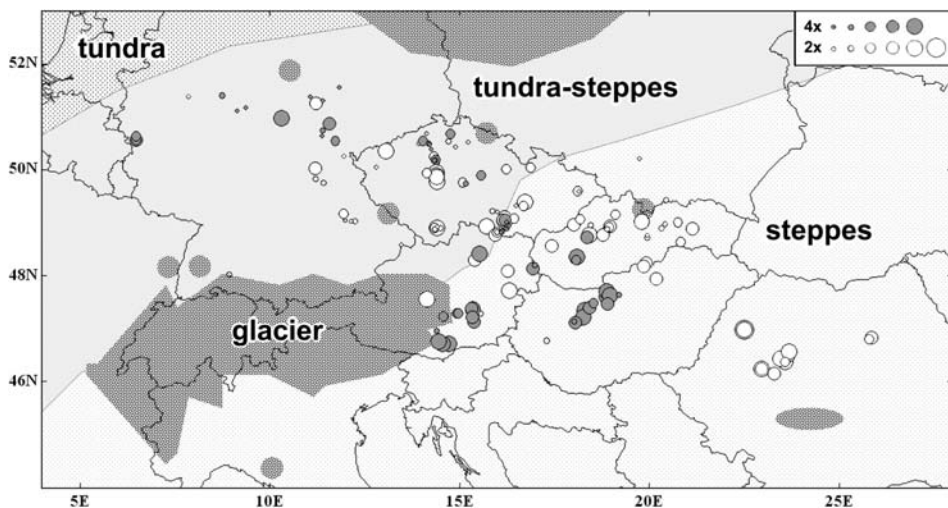 tundra
4x
2x
52N
tundra-steppes
50N
steppes
48N
glacier
46N
5E
10E
15E
20E
25E